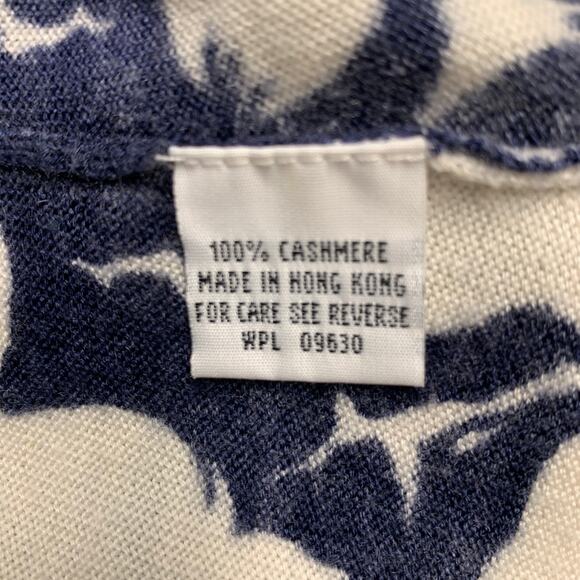 100% CASHMERE
MADE IN HONG KONG
FOR CARE SEE REVERSE
WPL 09630